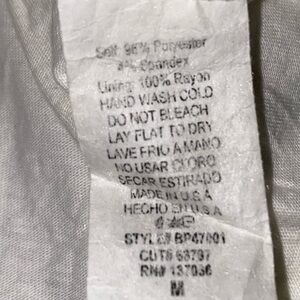 Self: 96% Polyester
4% Spandex
Lining: 100% Rayon
HAND WASH COLD
DO NOT BLEACH
LAY FLAT TO DRY
LAVE FRIO A MANO
NO USAR CLORO
SECAR ESTIRADO
MADE IN U.S.A
HECHO EN U.S.A
STYLE# BP47001
CUT# 63797
RN# 137036
M